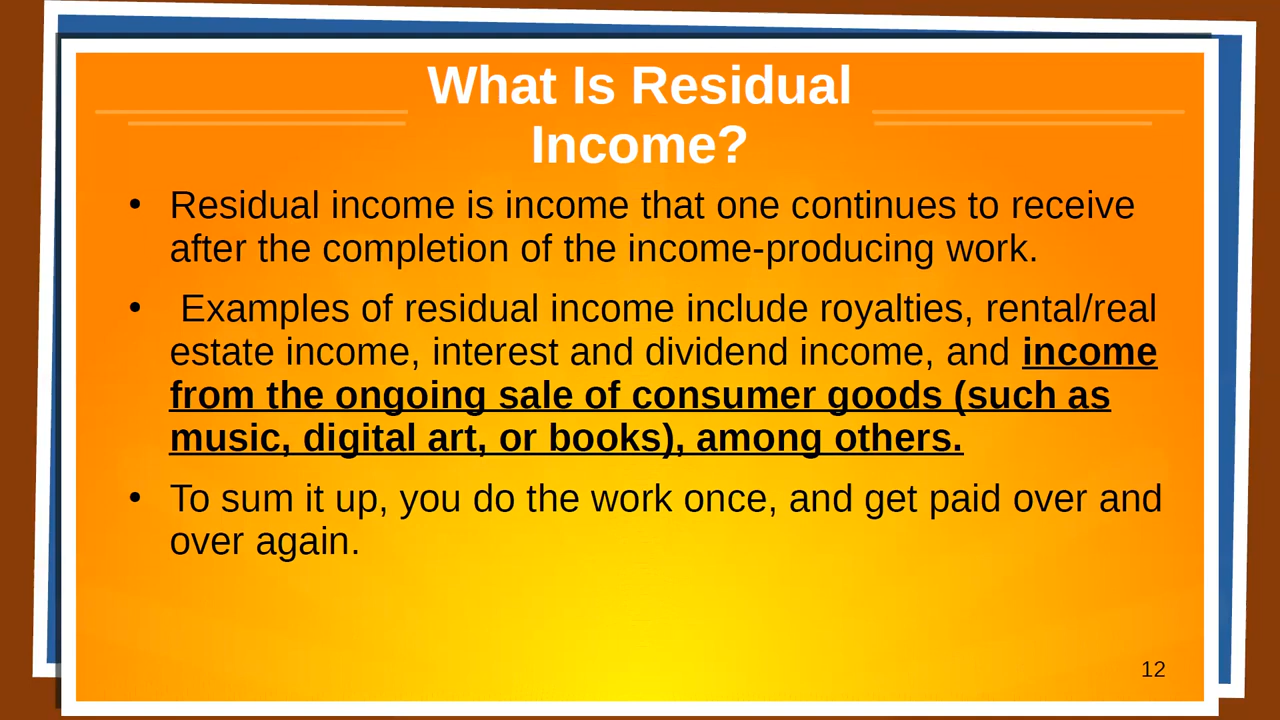 What Is Residual
Income?
• Residual income is income that one continues to receive
after the completion of the income-producing work.
• Examples of residual income include royalties, rental/real
estate income, interest and dividend income, and income
from the ongoing sale of consumer goods (such as
music, digital art, or books), among others.
• To sum it up, you do the work once, and get paid over and
over again.
12